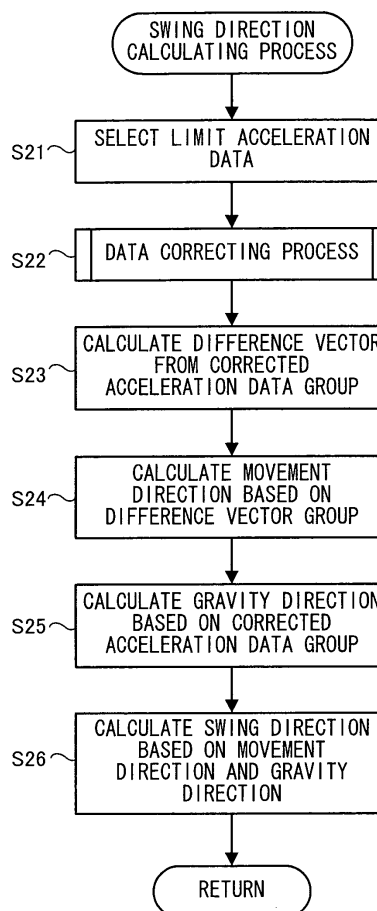 SWING DIRECTION
CALCULATING PROCESS
S21
SELECT LIMIT ACCELERATION
DATA
S22
DATA CORRECTING PROCESS
S23
CALCULATE DIFFERENCE VECTOR
FROM CORRECTED
ACCELERATION DATA GROUP
S24
CALCULATE MOVEMENT
DIRECTION BASED ON
DIFFERENCE VECTOR GROUP
S25
CALCULATE GRAVITY DIRECTION
BASED ON CORRECTED
ACCELERATION DATA GROUP
S26
CALCULATE SWING DIRECTION
BASED ON MOVEMENT
DIRECTION AND GRAVITY
DIRECTION
RETURN